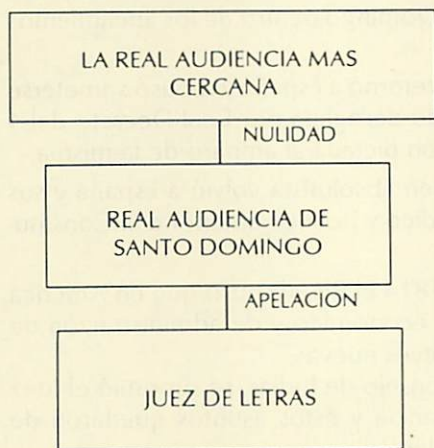 LA REAL AUDIENCIA MAS
CERCANA
NULIDAD
REAL AUDIENCIA DE
SANTO DOMINGO
APELACION
JUEZ DE LETRAS